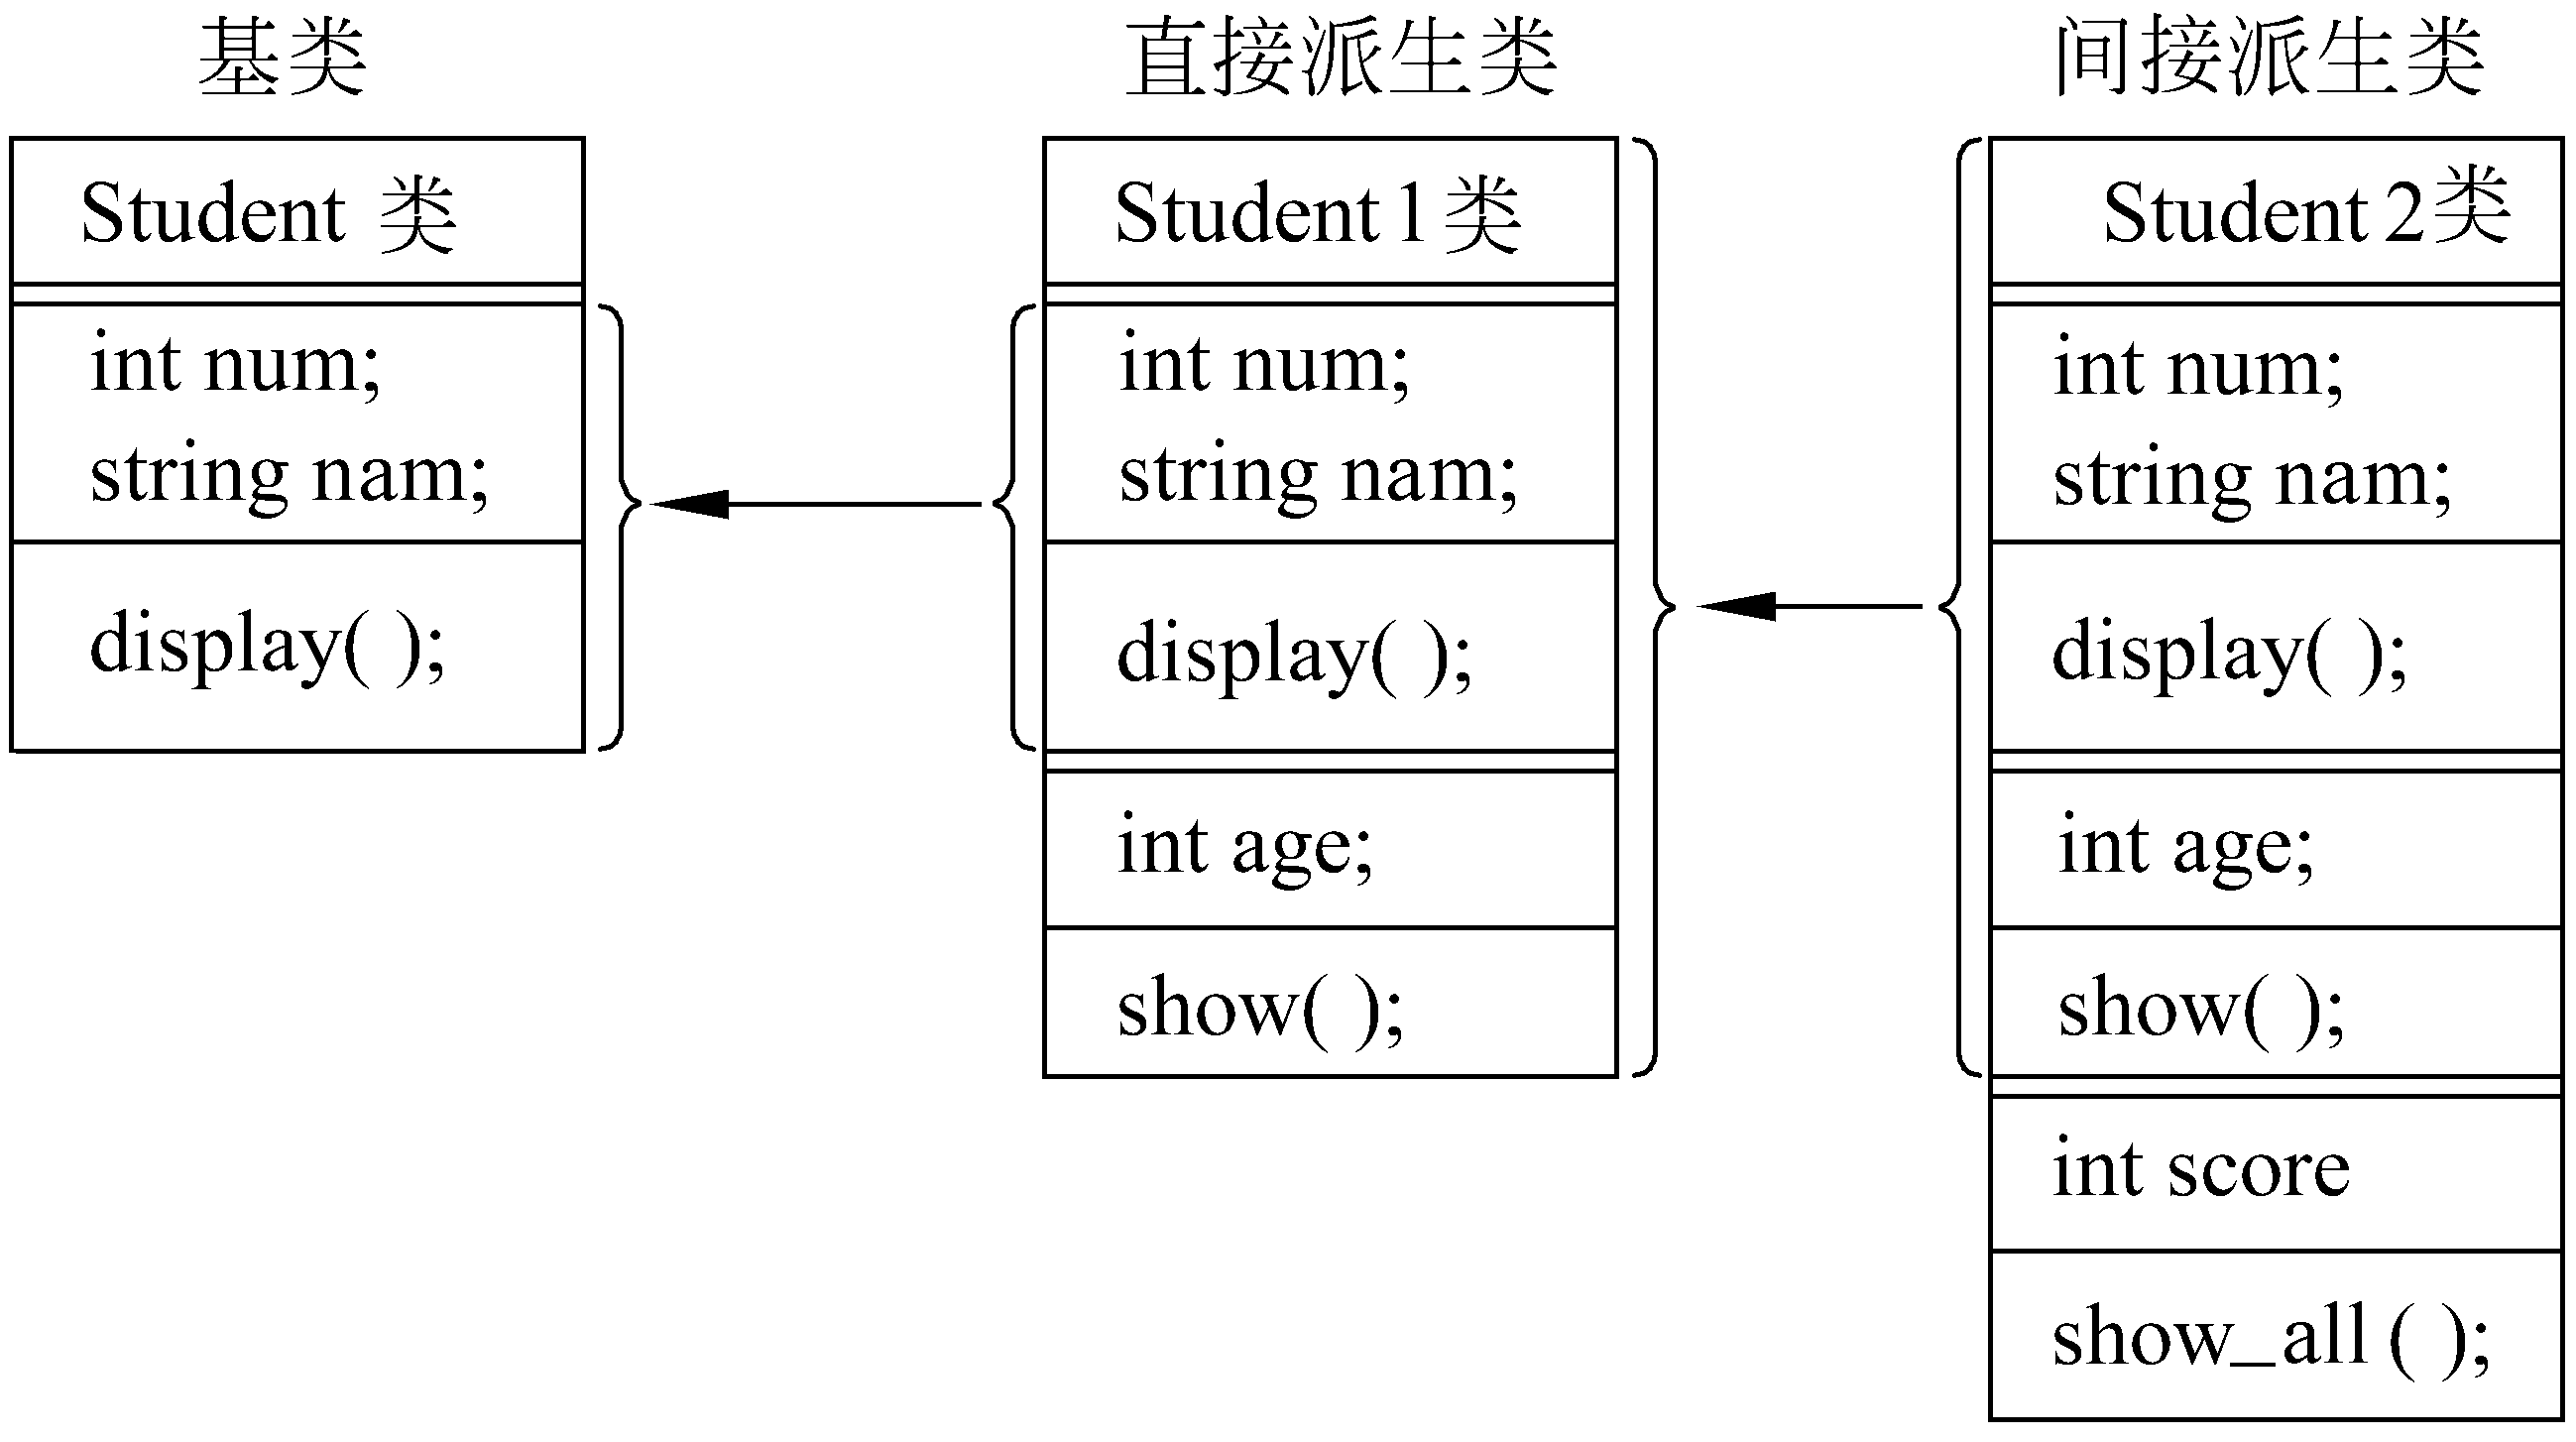 基类
Student 类
int num;
string nam;
display( );
直接派生类
Student 1类
int num;
string nam;
display( );
int age;
show( );
间接派生类
Student 2类
int num;
string nam;
display( );
int age;
show( );
int score
show_all ( );